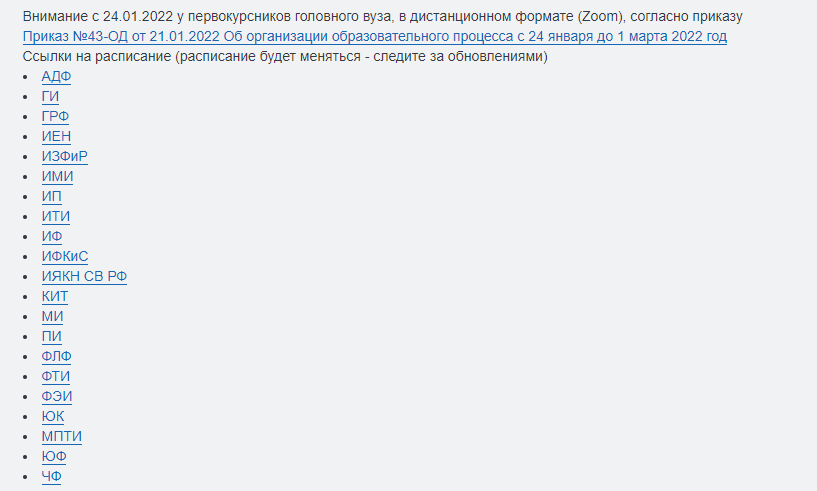 Внимание с 24.01.2022 у первокурсников головного вуза, в дистанционном формате (Zoom), согласно приказу
Приказ №43-ОД от 21.01.2022 Об организации образовательного процесса с 24 января до 1 марта 2022 год
Ссылки на расписание (расписание будет меняться - следите за обновлениями)
• АДФ
• ГИ
• ГРФ
• ИЕН
• ИЗФиР
• ИМИ
• ИП
• ИТИ
• ИФ
• ИФКиС
• ИЯКН СВ РФ
• КИТ
• МИ
• ПИ
• ФЛФ
• ФТИ
• ФЭИ
• ЮК
• МПТИ
• ЮФ
• ЧФ